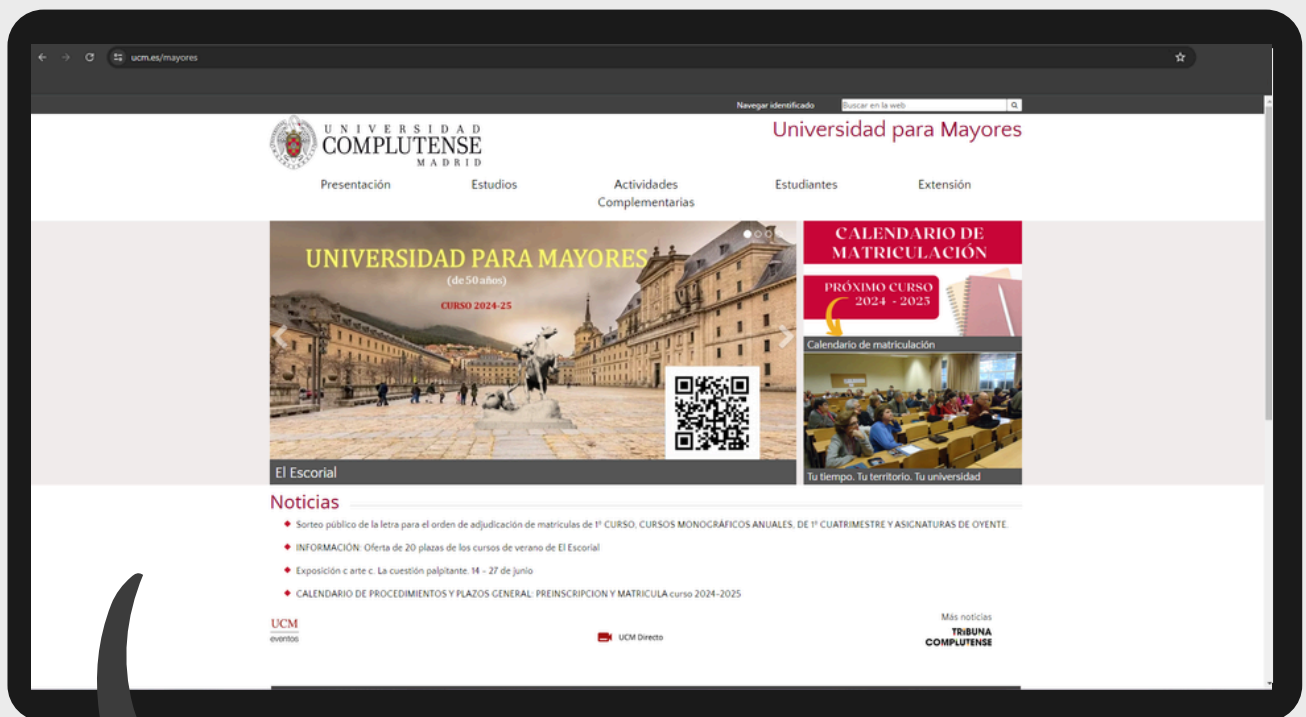 ucm.es/mayores
Navegar identificado
Buscar en la web
UNIVERSIDAD
COMPLUTENSE
MADRID
Universidad para Mayores
Presentación
Estudios
Actividades
Complementarias
Estudiantes
Extensión
UNIVERSIDAD PARA MAYORES
(de 50 años)
CURSO 2024-25
El Escorial
CALENDARIO DE
MATRICULACIÓN
PRÓXIMO CURSO
2024 - 2025
Calendario de matriculación
Tu tiempo. Tu territorio. Tu universidad
Noticias
Sorteo público de la letra para el orden de adjudicación de matrículas de 1º CURSO, CURSOS MONOGRÁFICOS ANUALES, DE 1º CUATRIMESTRE Y ASIGNATURAS DE OYENTE.
INFORMACIÓN: Oferta de 20 plazas de los cursos de verano de El Escorial
Exposición c arte c. La cuestión palpitante. 14 - 27 de junio
CALENDARIO DE PROCEDIMIENTOS Y PLAZOS GENERAL: PREINSCRIPCION Y MATRICULA curso 2024-2025
UCM
eventos
UCM Directo
Más noticias
TRIBUNA
COMPLUTENSE